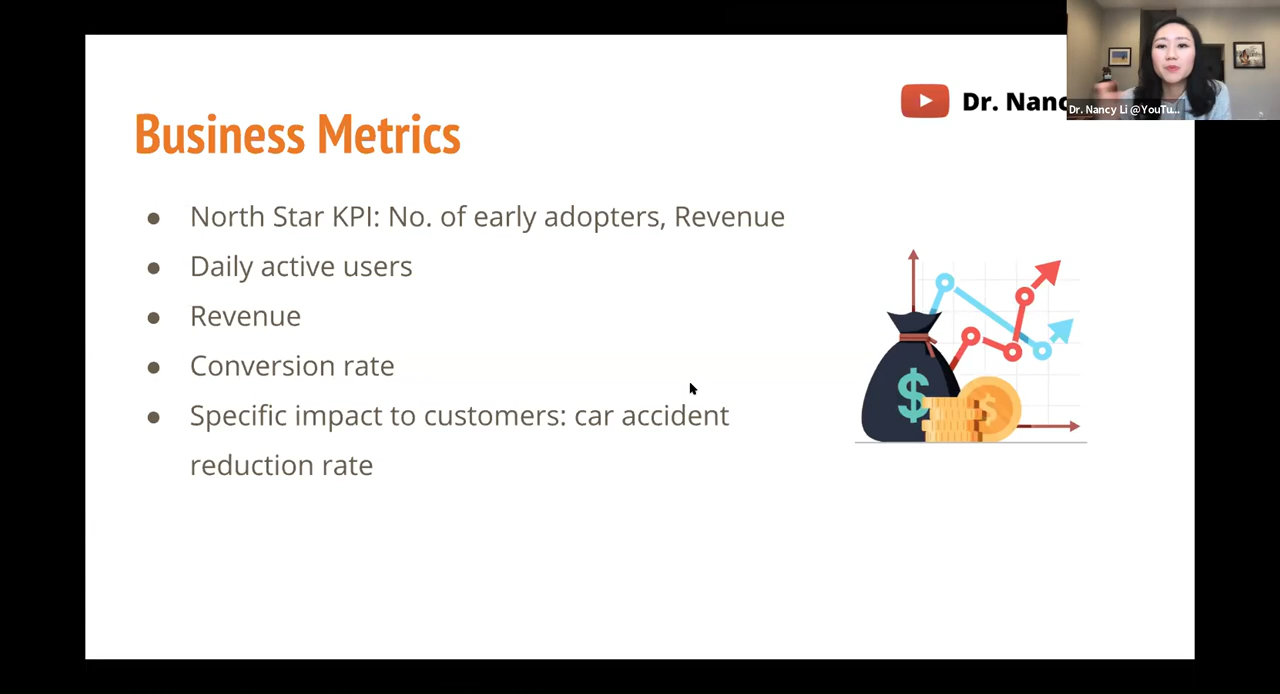 Dr. Nanc
Dr. Nancy Li @YouTu...
Business Metrics
● North Star KPI: No. of early adopters, Revenue
● Daily active users
● Revenue
● Conversion rate
● Specific impact to customers: car accident
reduction rate
$
$